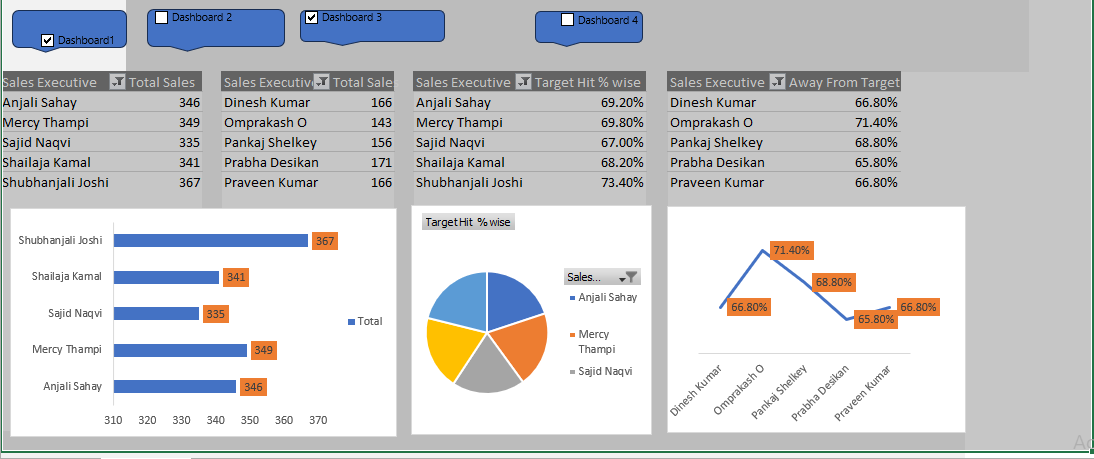 Dashboard1
Dashboard 2
Dashboard 3
Dashboard 4
Sales Executive Total Sales
Anjali Sahay 346
Mercy Thampi 349
Sajid Naqvi 335
Shailaja Kamal 341
Shubhanjali Joshi 367
Sales Executive Total Sale
Dinesh Kumar 166
Omprakash O 143
Pankaj Shelkey 156
Prabha Desikan 171
Praveen Kumar 166
Sales Executive Target Hit % wise
Anjali Sahay 69.20%
Mercy Thampi 69.80%
Sajid Naqvi 67.00%
Shailaja Kamal 68.20%
Shubhanjali Joshi 73.40%
Sales Executive Away From Target
Dinesh Kumar 66.80%
Omprakash O 71.40%
Pankaj Shelkey 68.80%
Prabha Desikan 65.80%
Praveen Kumar 66.80%
Shubhanjali Joshi 367
Shailaja Kamal 341
Sajid Naqvi 335
Mercy Thampi 349
Anjali Sahay 346
310 320 330 340 350 360 370
Total
Target Hit % wise
Sales...
Anjali Sahay
Mercy
Thampi
Sajid Naqvi
71.40%
68.80%
66.80%
65.80%
66.80%
Dinesh Kumar
Omprakash O
Pankaj Shelkey
Prabha Desikan
Praveen Kumar